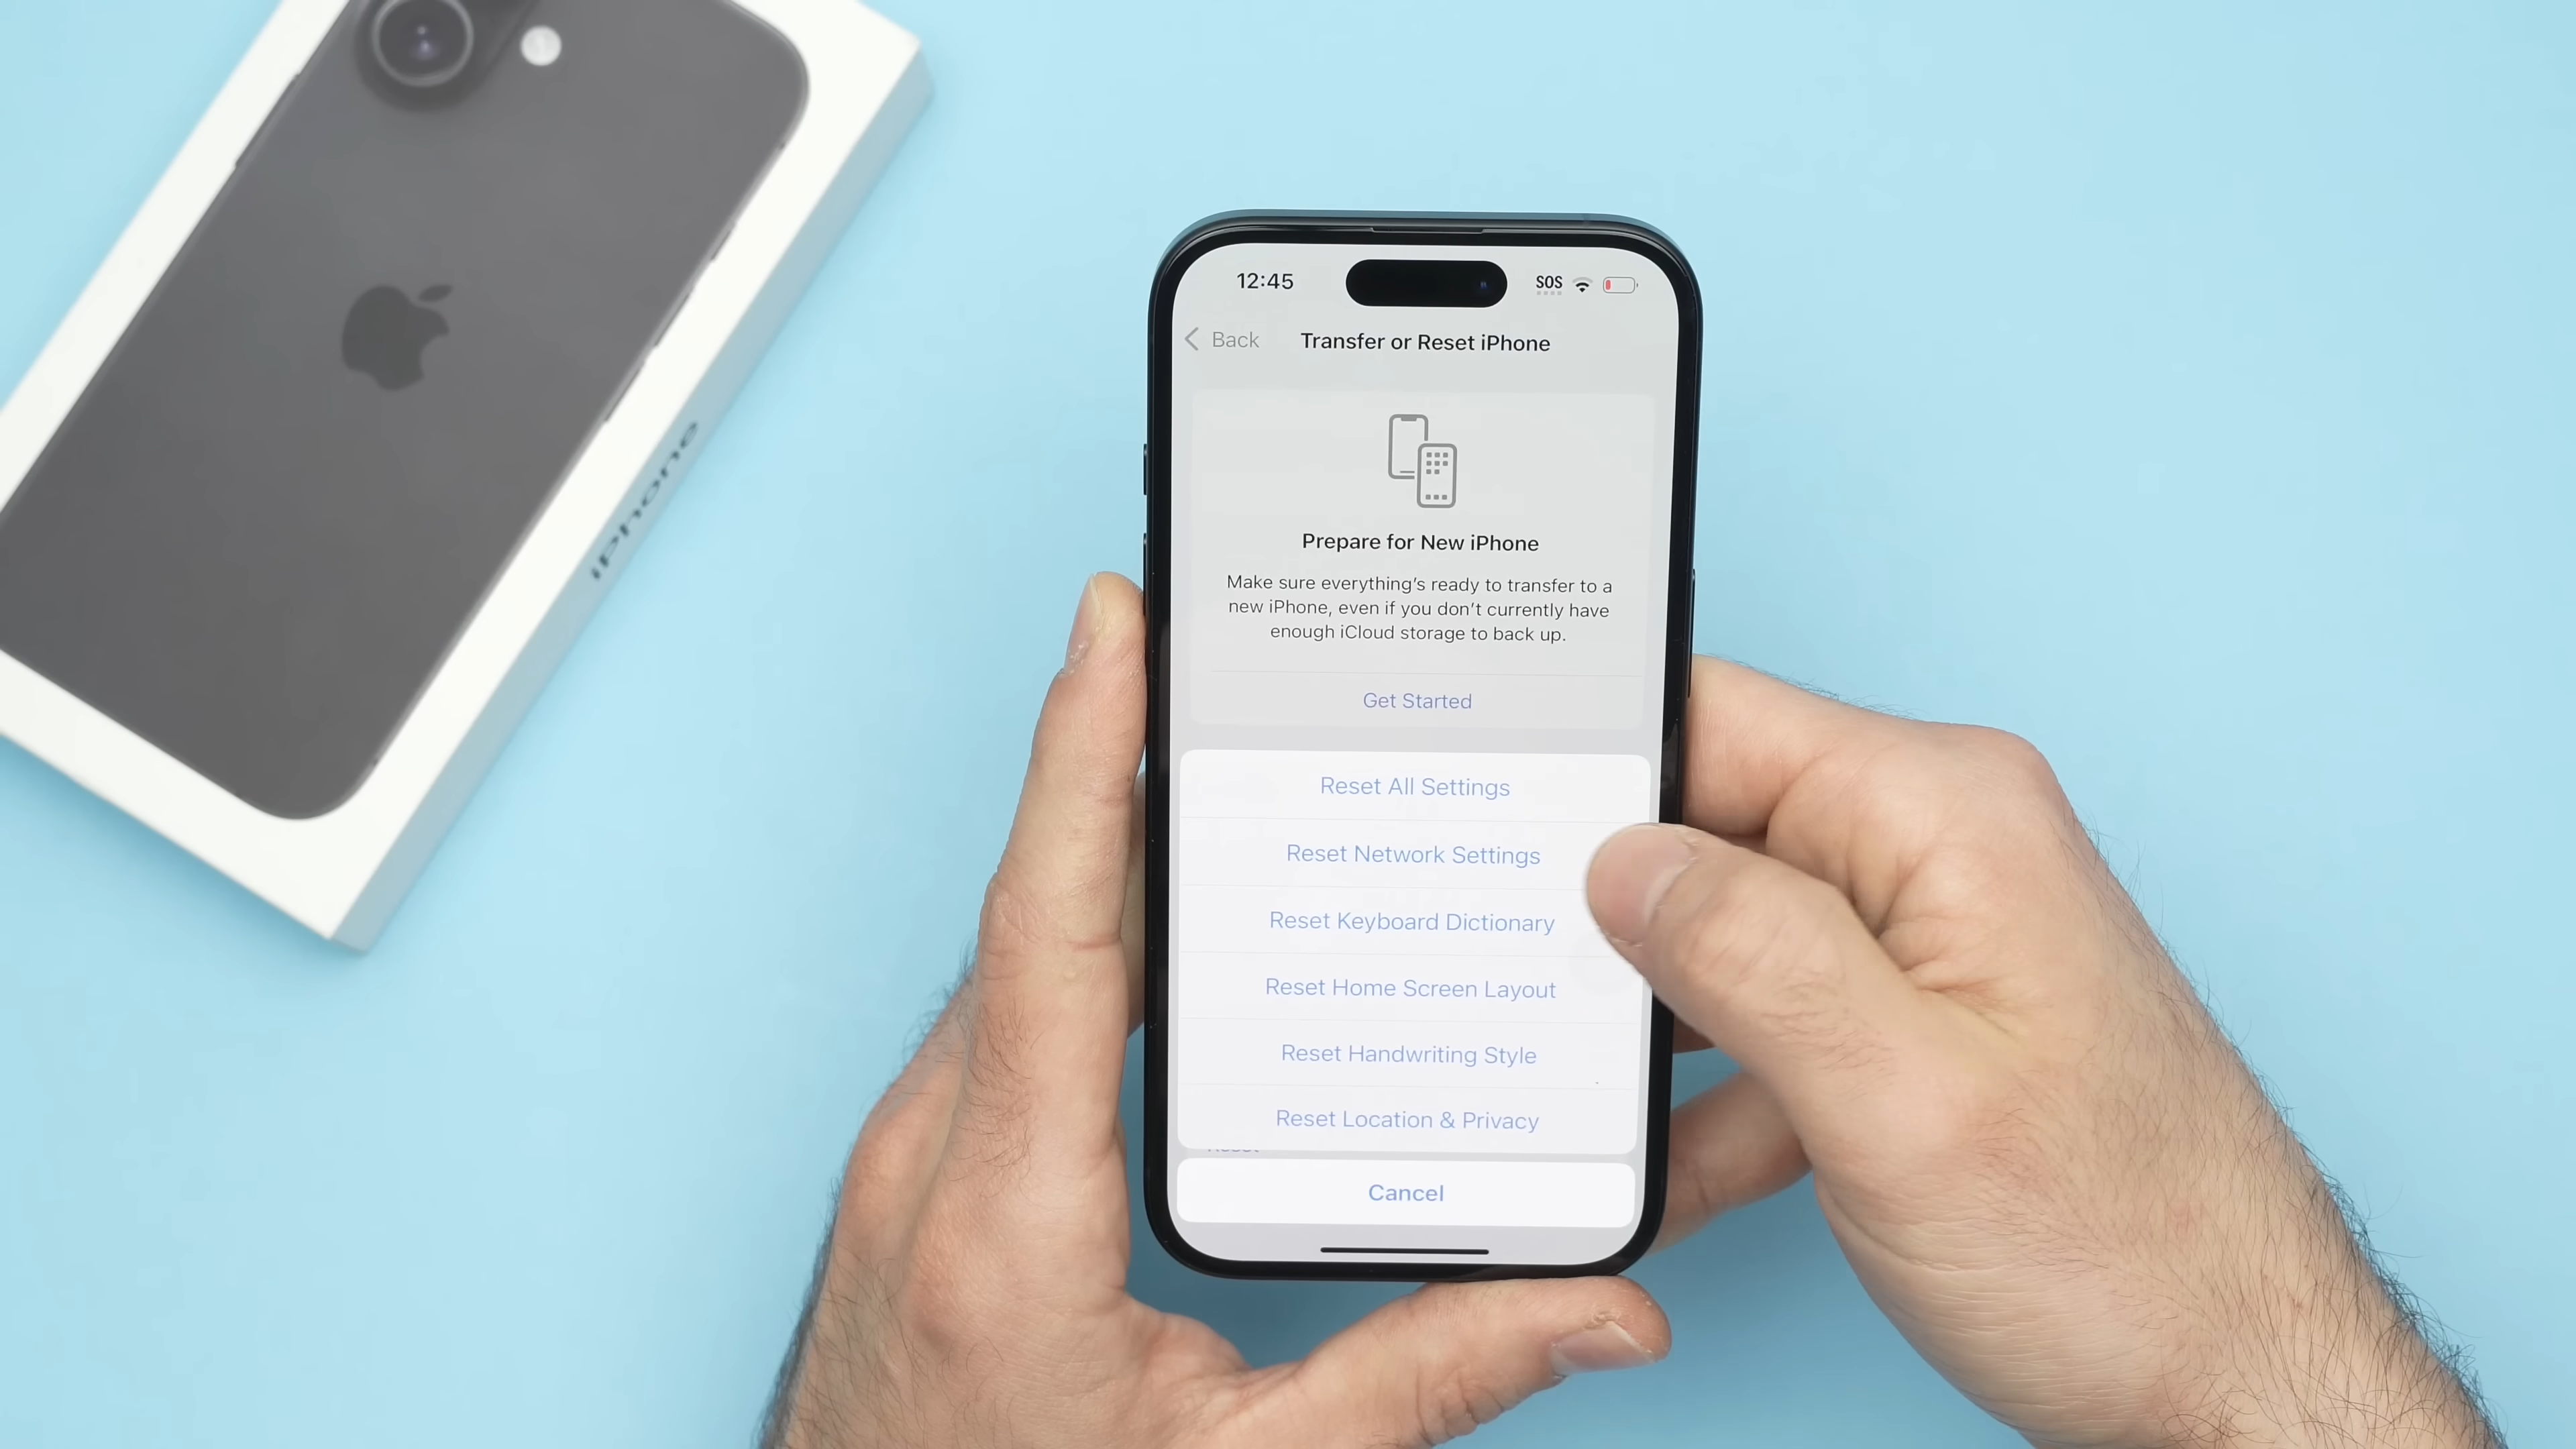 iPhone
12:45
SOS
Back
Transfer or Reset iPhone
Prepare for New iPhone
Make sure everything's ready to transfer to a
new iPhone, even if you don't currently have
enough iCloud storage to back up.
Get Started
Reset All Settings
Reset Network Settings
Reset Keyboard Dictionary
Reset Home Screen Layout
Reset Handwriting Style
Reset Location & Privacy
Cancel